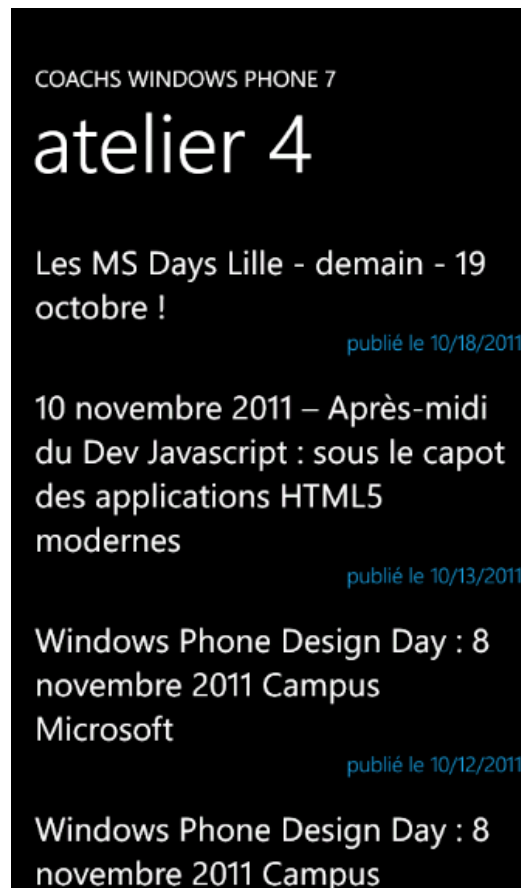 COACHS WINDOWS PHONE 7
atelier 4
Les MS Days Lille - demain - 19
octobre !
publié le 10/18/2011
10 novembre 2011 – Après-midi
du Dev Javascript : sous le capot
des applications HTML5
modernes
publié le 10/13/2011
Windows Phone Design Day : 8
novembre 2011 Campus
Microsoft
publié le 10/12/2011
Windows Phone Design Day : 8
novembre 2011 Campus